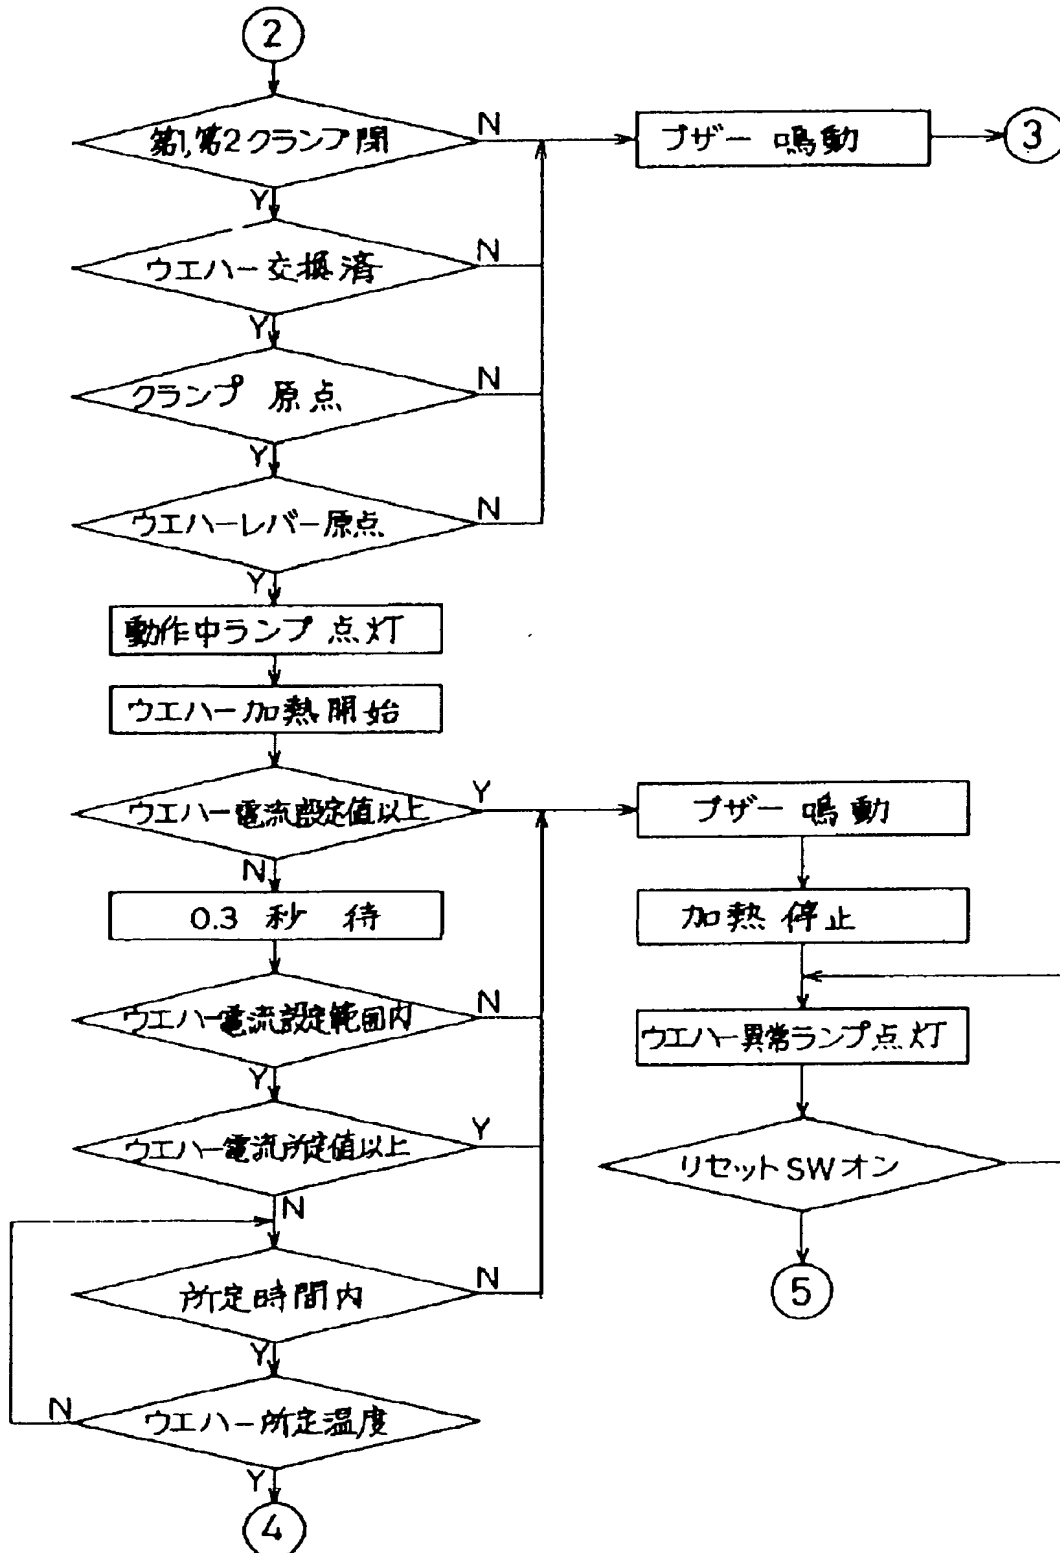 2
第1,第2クランプ閉
N
ブザー 鳴動
3
Y
ウエハー交換済
N
Y
クランプ 原点
N
Y
ウエハーレバー原点
N
Y
動作中ランプ 点灯
ウエハー加熱開始
ウエハー電流設定値以上
Y
ブザー 鳴動
N
0.3 秒 待
加熱 停止
ウエハー電流設定範囲内
N
ウエハー異常ランプ点灯
Y
ウエハー電流所定値以上
Y
リセットSWオン
N
所定時間内
N
5
Y
ウエハー所定温度
N
Y
4